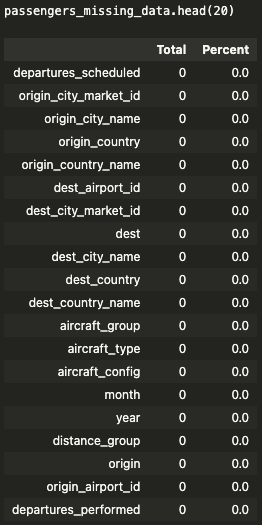 passengers_missing_data.head(20)
Total Percent
departures_scheduled 0 0.0
origin_city_market_id 0 0.0
origin_city_name 0 0.0
origin_country 0 0.0
origin_country_name 0 0.0
dest_airport_id 0 0.0
dest_city_market_id 0 0.0
dest 0 0.0
dest_city_name 0 0.0
dest_country 0 0.0
dest_country_name 0 0.0
aircraft_group 0 0.0
aircraft_type 0 0.0
aircraft_config 0 0.0
month 0 0.0
year 0 0.0
distance_group 0 0.0
origin 0 0.0
origin_airport_id 0 0.0
departures_performed 0 0.0